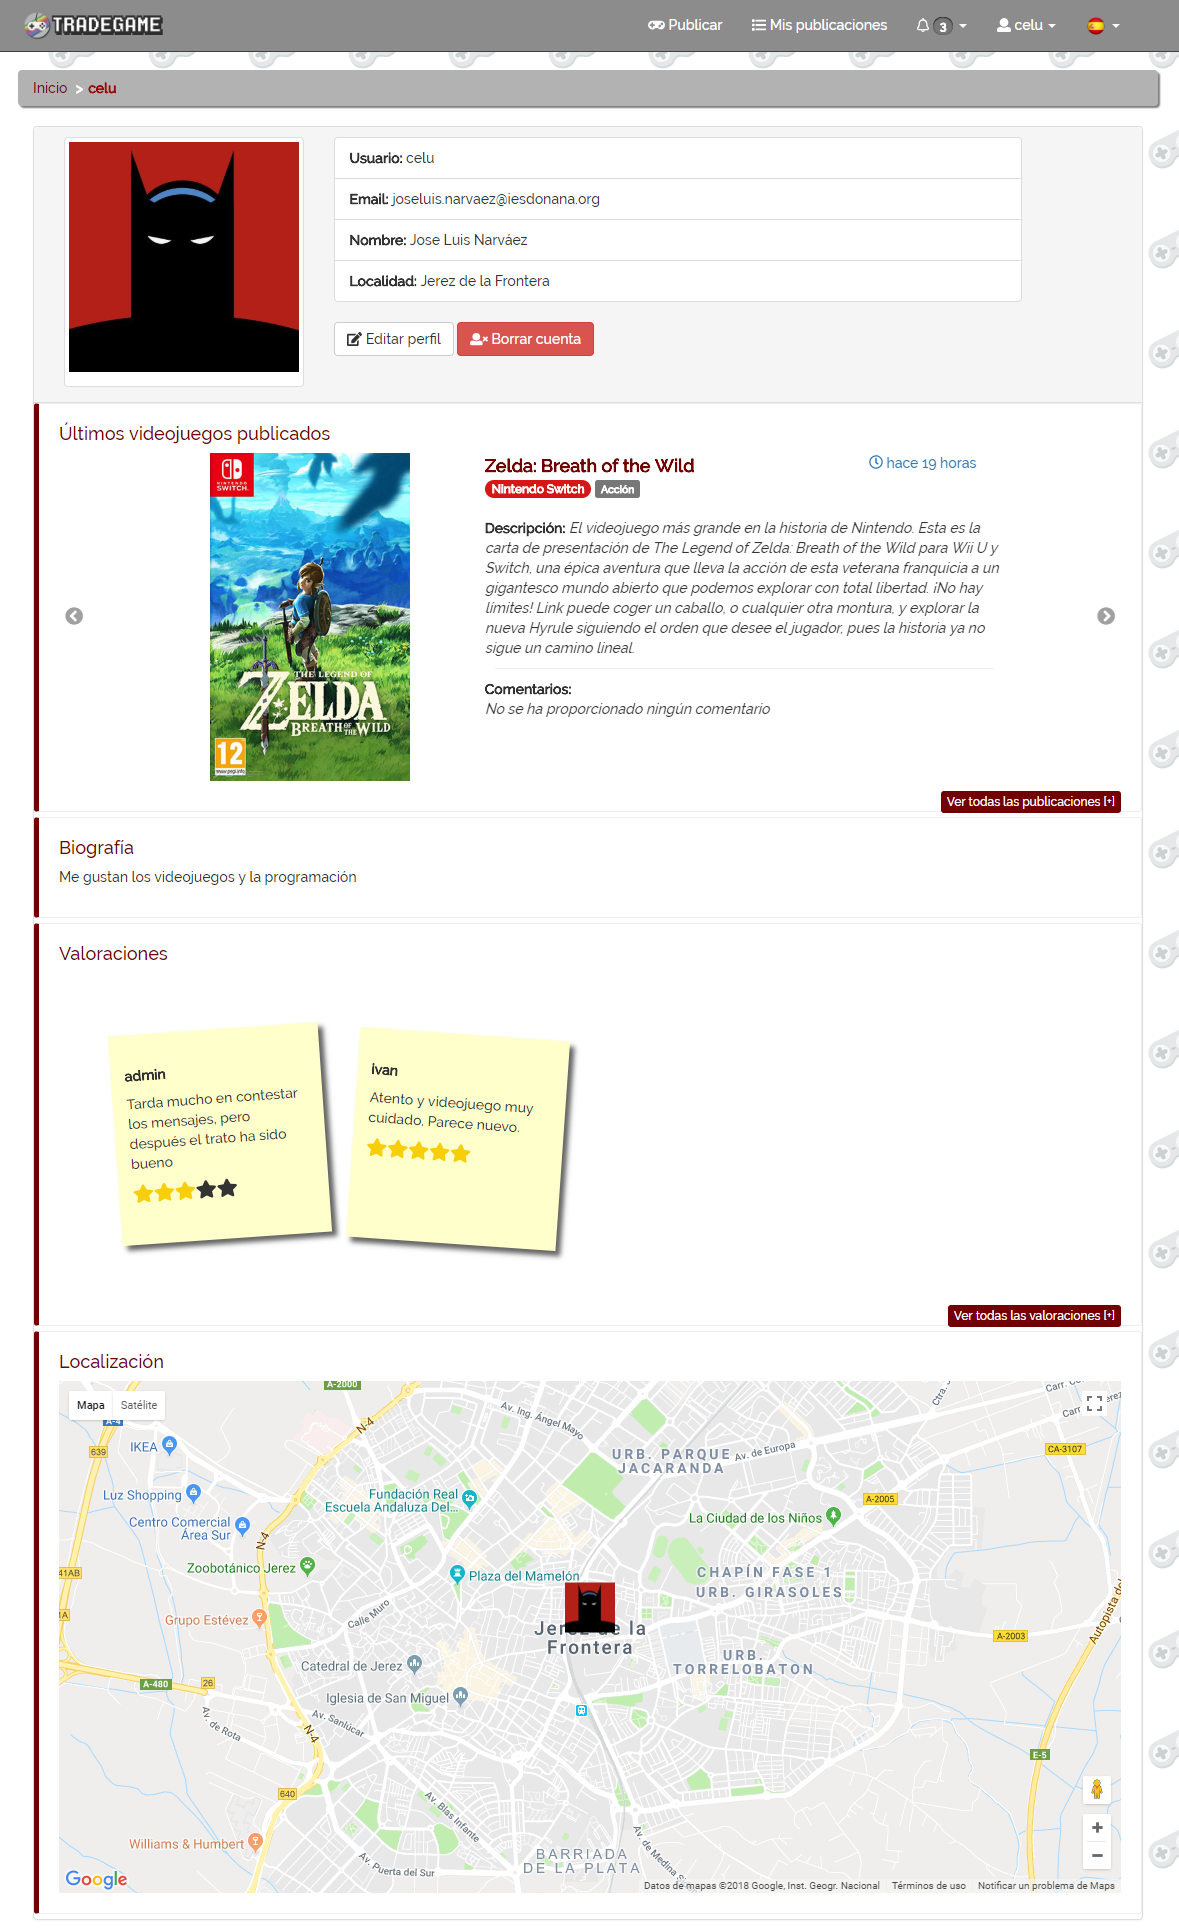 TRADEGAME
Publicar
Mis publicaciones
3
celu
Inicio > celu
Usuario: celu
Email: joseluis.narvaez@iesdonana.org
Nombre: Jose Luis Narváez
Localidad: Jerez de la Frontera
Editar perfil
Borrar cuenta
Últimos videojuegos publicados
NINTENDO
SWITCH
THE LEGEND OF
ZELDA
BREATH OF THE WILD
12
www.pegi.info
Zelda: Breath of the Wild
hace 19 horas
Nintendo Switch Acción
Descripción: El videojuego más grande en la historia de Nintendo. Esta es la
carta de presentación de The Legend of Zelda: Breath of the Wild para Wii U y
Switch, una épica aventura que lleva la acción de esta veterana franquicia a un
gigantesco mundo abierto que podemos explorar con total libertad. ¡No hay
límites! Link puede coger un caballo, o cualquier otra montura, y explorar la
nueva Hyrule siguiendo el orden que desee el jugador, pues la historia ya no
sigue un camino lineal.
Comentarios:
No se ha proporcionado ningún comentario
Ver todas las publicaciones [+]
Biografía
Me gustan los videojuegos y la programación
Valoraciones
admin
Tarda mucho en contestar
los mensajes, pero
después el trato ha sido
bueno
ivan
Atento y videojuego muy
cuidado. Parece nuevo.
Ver todas las valoraciones [+]
Localización
Mapa
Satélite
A-2000
A-4
N-4
Av. Ing. Ángel Mayo
Ctra.
Carr.
IKEA
639
URB. PARQUE
JACARANDA
Av. de Europa
CA-3107
Luz Shopping
Fundación Real
Escuela Andaluza Del...
A-2005
Centro Comercial
Área Sur
N-4
La Ciudad de los Niños
Zoobotánico Jerez
41AB
Plaza del Mamelón
CHAPÍN FASE 1
URB. GIRASOLES
1A
Grupo Estévez
Calle Muro
Jerez de la
Frontera
A-2003
Autopista del
Catedral de Jerez
URB.
TORRELOBATON
A-480
26
Iglesia de San Miguel
Av. de Rota
Av. Sanlúcar
N-4
E-5
640
Av. Blas Infante
Williams & Humbert
Av. Puerta del Sur
BARRIADA
DE LA PLATA
Av. de Medina
Google
Datos de mapas ©2018 Google, Inst. Geogr. Nacional
Términos de uso
Notificar un problema de Maps